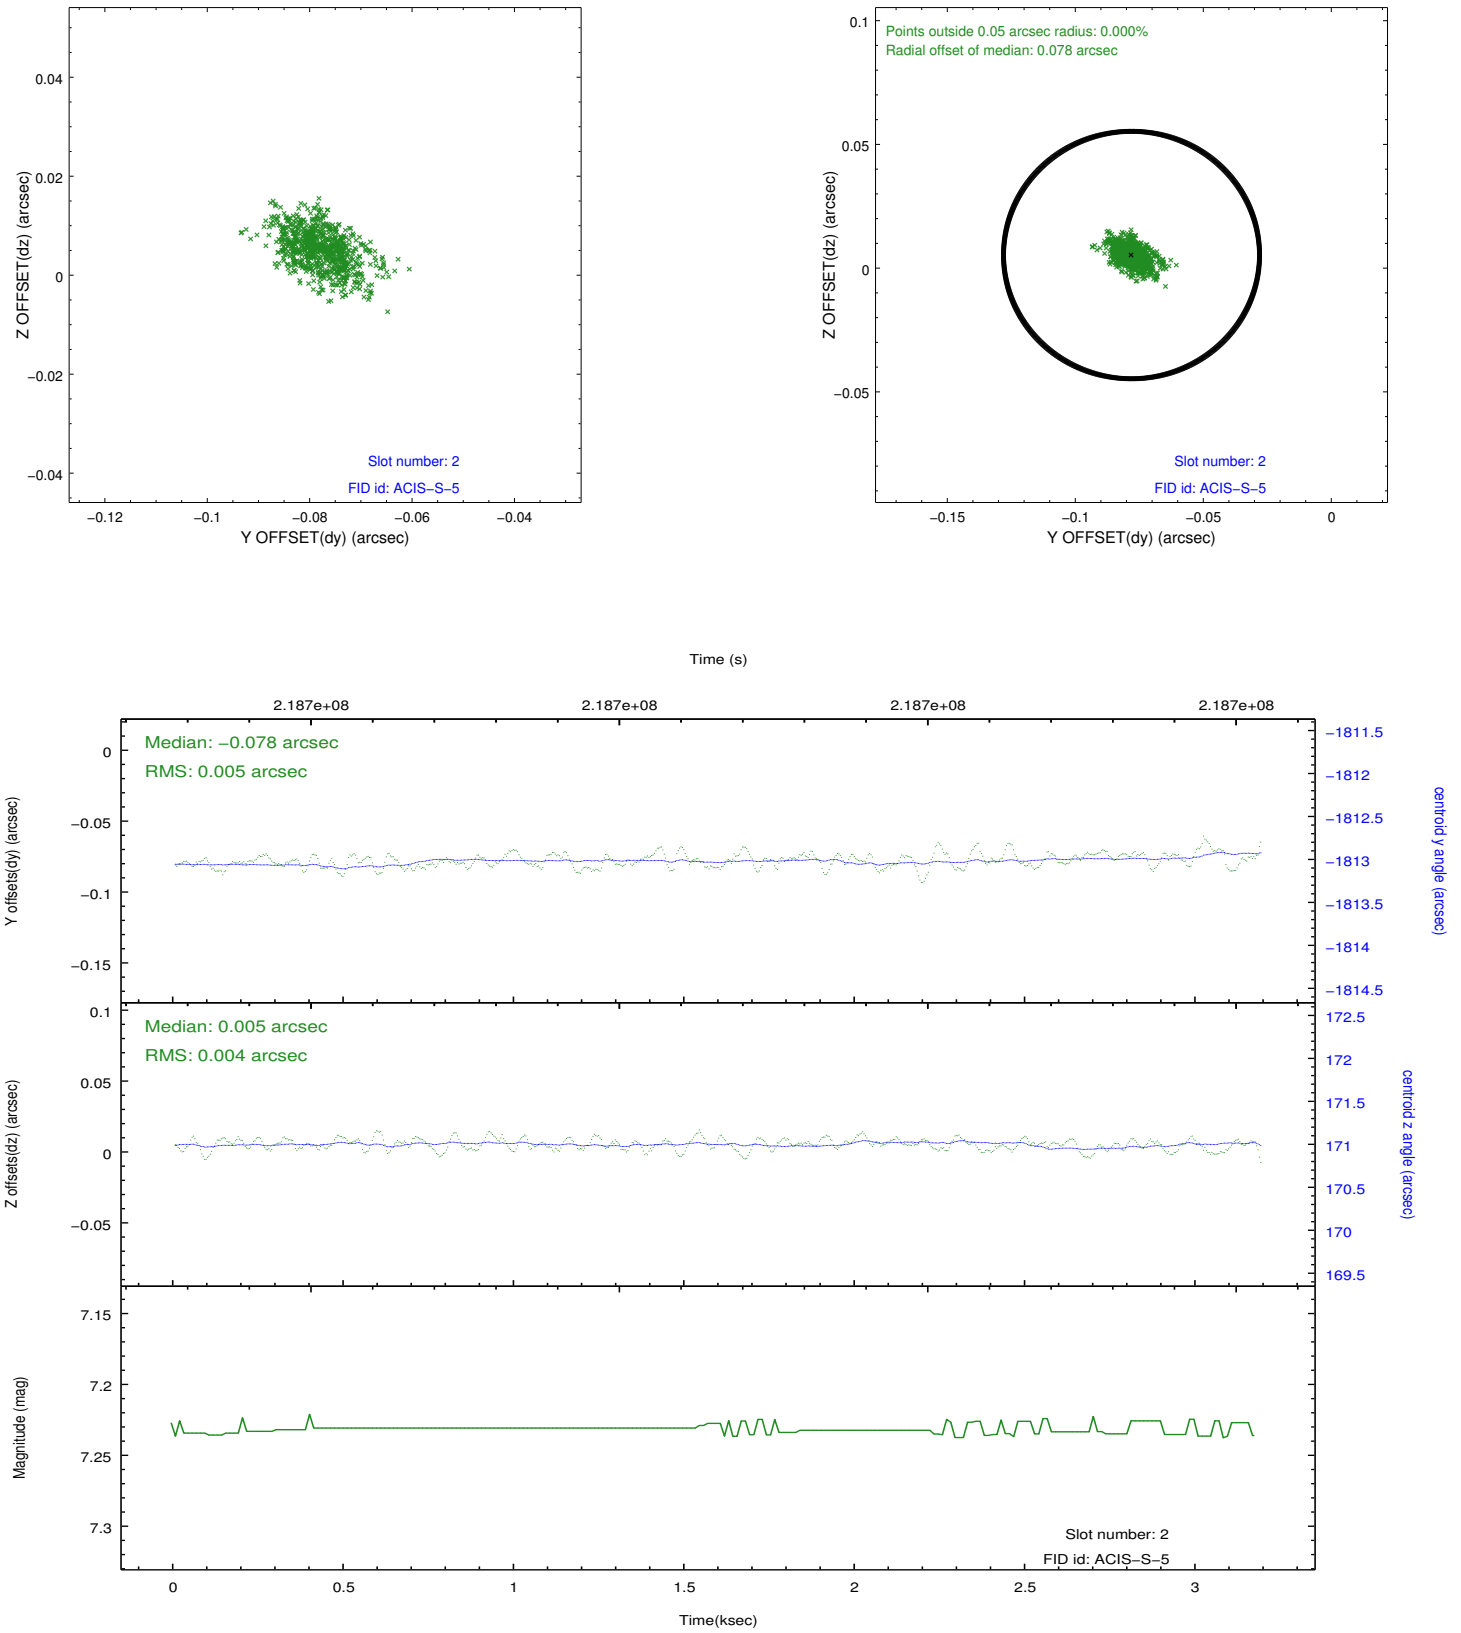 0.04
0.02
0
−0.02
−0.04
Z OFFSET(dz) (arcsec)
Slot number: 2
FID id: ACIS−S−5
−0.12
−0.1
−0.08
−0.06
−0.04
Y OFFSET(dy) (arcsec)
Points outside 0.05 arcsec radius: 0.000%
Radial offset of median: 0.078 arcsec
0.1
0.05
0
−0.05
Z OFFSET(dz) (arcsec)
Slot number: 2
FID id: ACIS−S−5
−0.15
−0.1
−0.05
0
Y OFFSET(dy) (arcsec)
Time (s)
2.187e+08
2.187e+08
2.187e+08
2.187e+08
Median: −0.078 arcsec
RMS: 0.005 arcsec
0
−0.05
−0.1
−0.15
Y offsets(dy) (arcsec)
−1811.5
−1812
−1812.5
−1813
−1813.5
−1814
−1814.5
centroid y angle (arcsec)
Median: 0.005 arcsec
RMS: 0.004 arcsec
0.1
0.05
0
−0.05
Z offsets(dz) (arcsec)
172.5
172
171.5
171
170.5
170
169.5
centroid z angle (arcsec)
7.15
7.2
7.25
7.3
Magnitude (mag)
Slot number: 2
FID id: ACIS−S−5
0
0.5
1
1.5
2
2.5
3
Time(ksec)